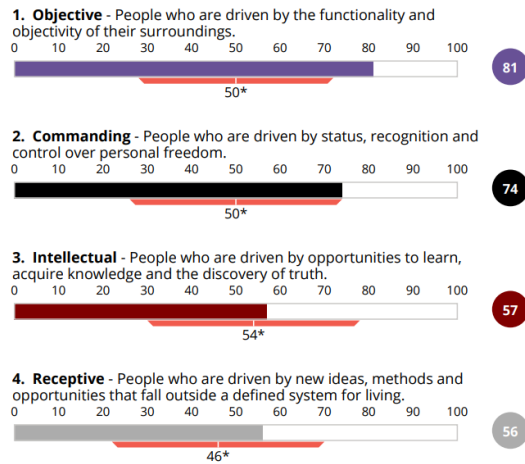 1. Objective - People who are driven by the functionality and
objectivity of their surroundings.
0 10 20 30 40 50 60 70 80 90 100
81
50*
2. Commanding - People who are driven by status, recognition and
control over personal freedom.
0 10 20 30 40 50 60 70 80 90 100
74
50*
3. Intellectual - People who are driven by opportunities to learn,
acquire knowledge and the discovery of truth.
0 10 20 30 40 50 60 70 80 90 100
57
54*
4. Receptive - People who are driven by new ideas, methods and
opportunities that fall outside a defined system for living.
0 10 20 30 40 50 60 70 80 90 100
56
46*